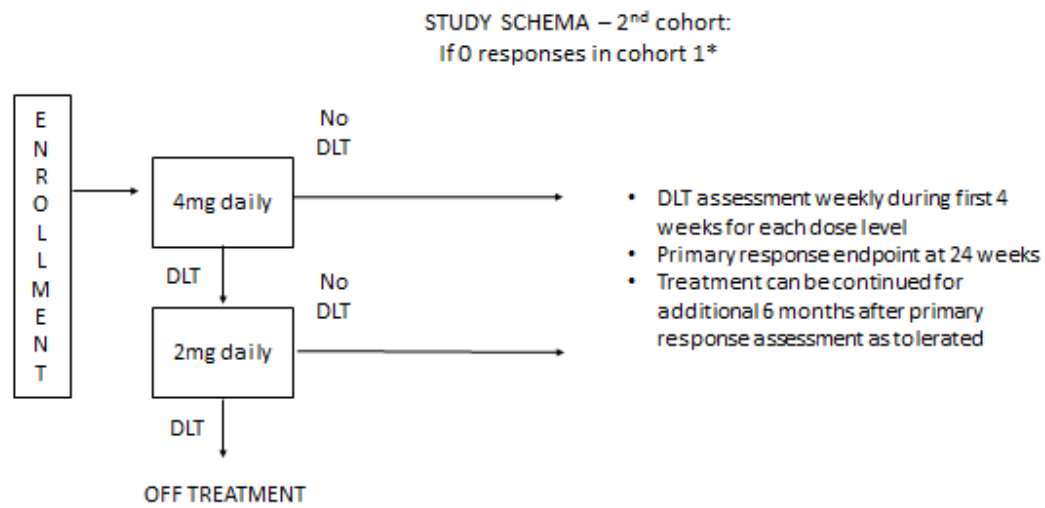 STUDY SCHEMA – 2nd cohort:
If 0 responses in cohort 1*
E
N
R
O
L
L
M
E
N
T
No
DLT
4mg daily
DLT
No
DLT
2mg daily
DLT
OFF TREATMENT
• DLT assessment weekly during first 4
weeks for each dose level
• Primary response endpoint at 24 weeks
• Treatment can be continued for
additional 6 months after primary
response assessment as tolerated